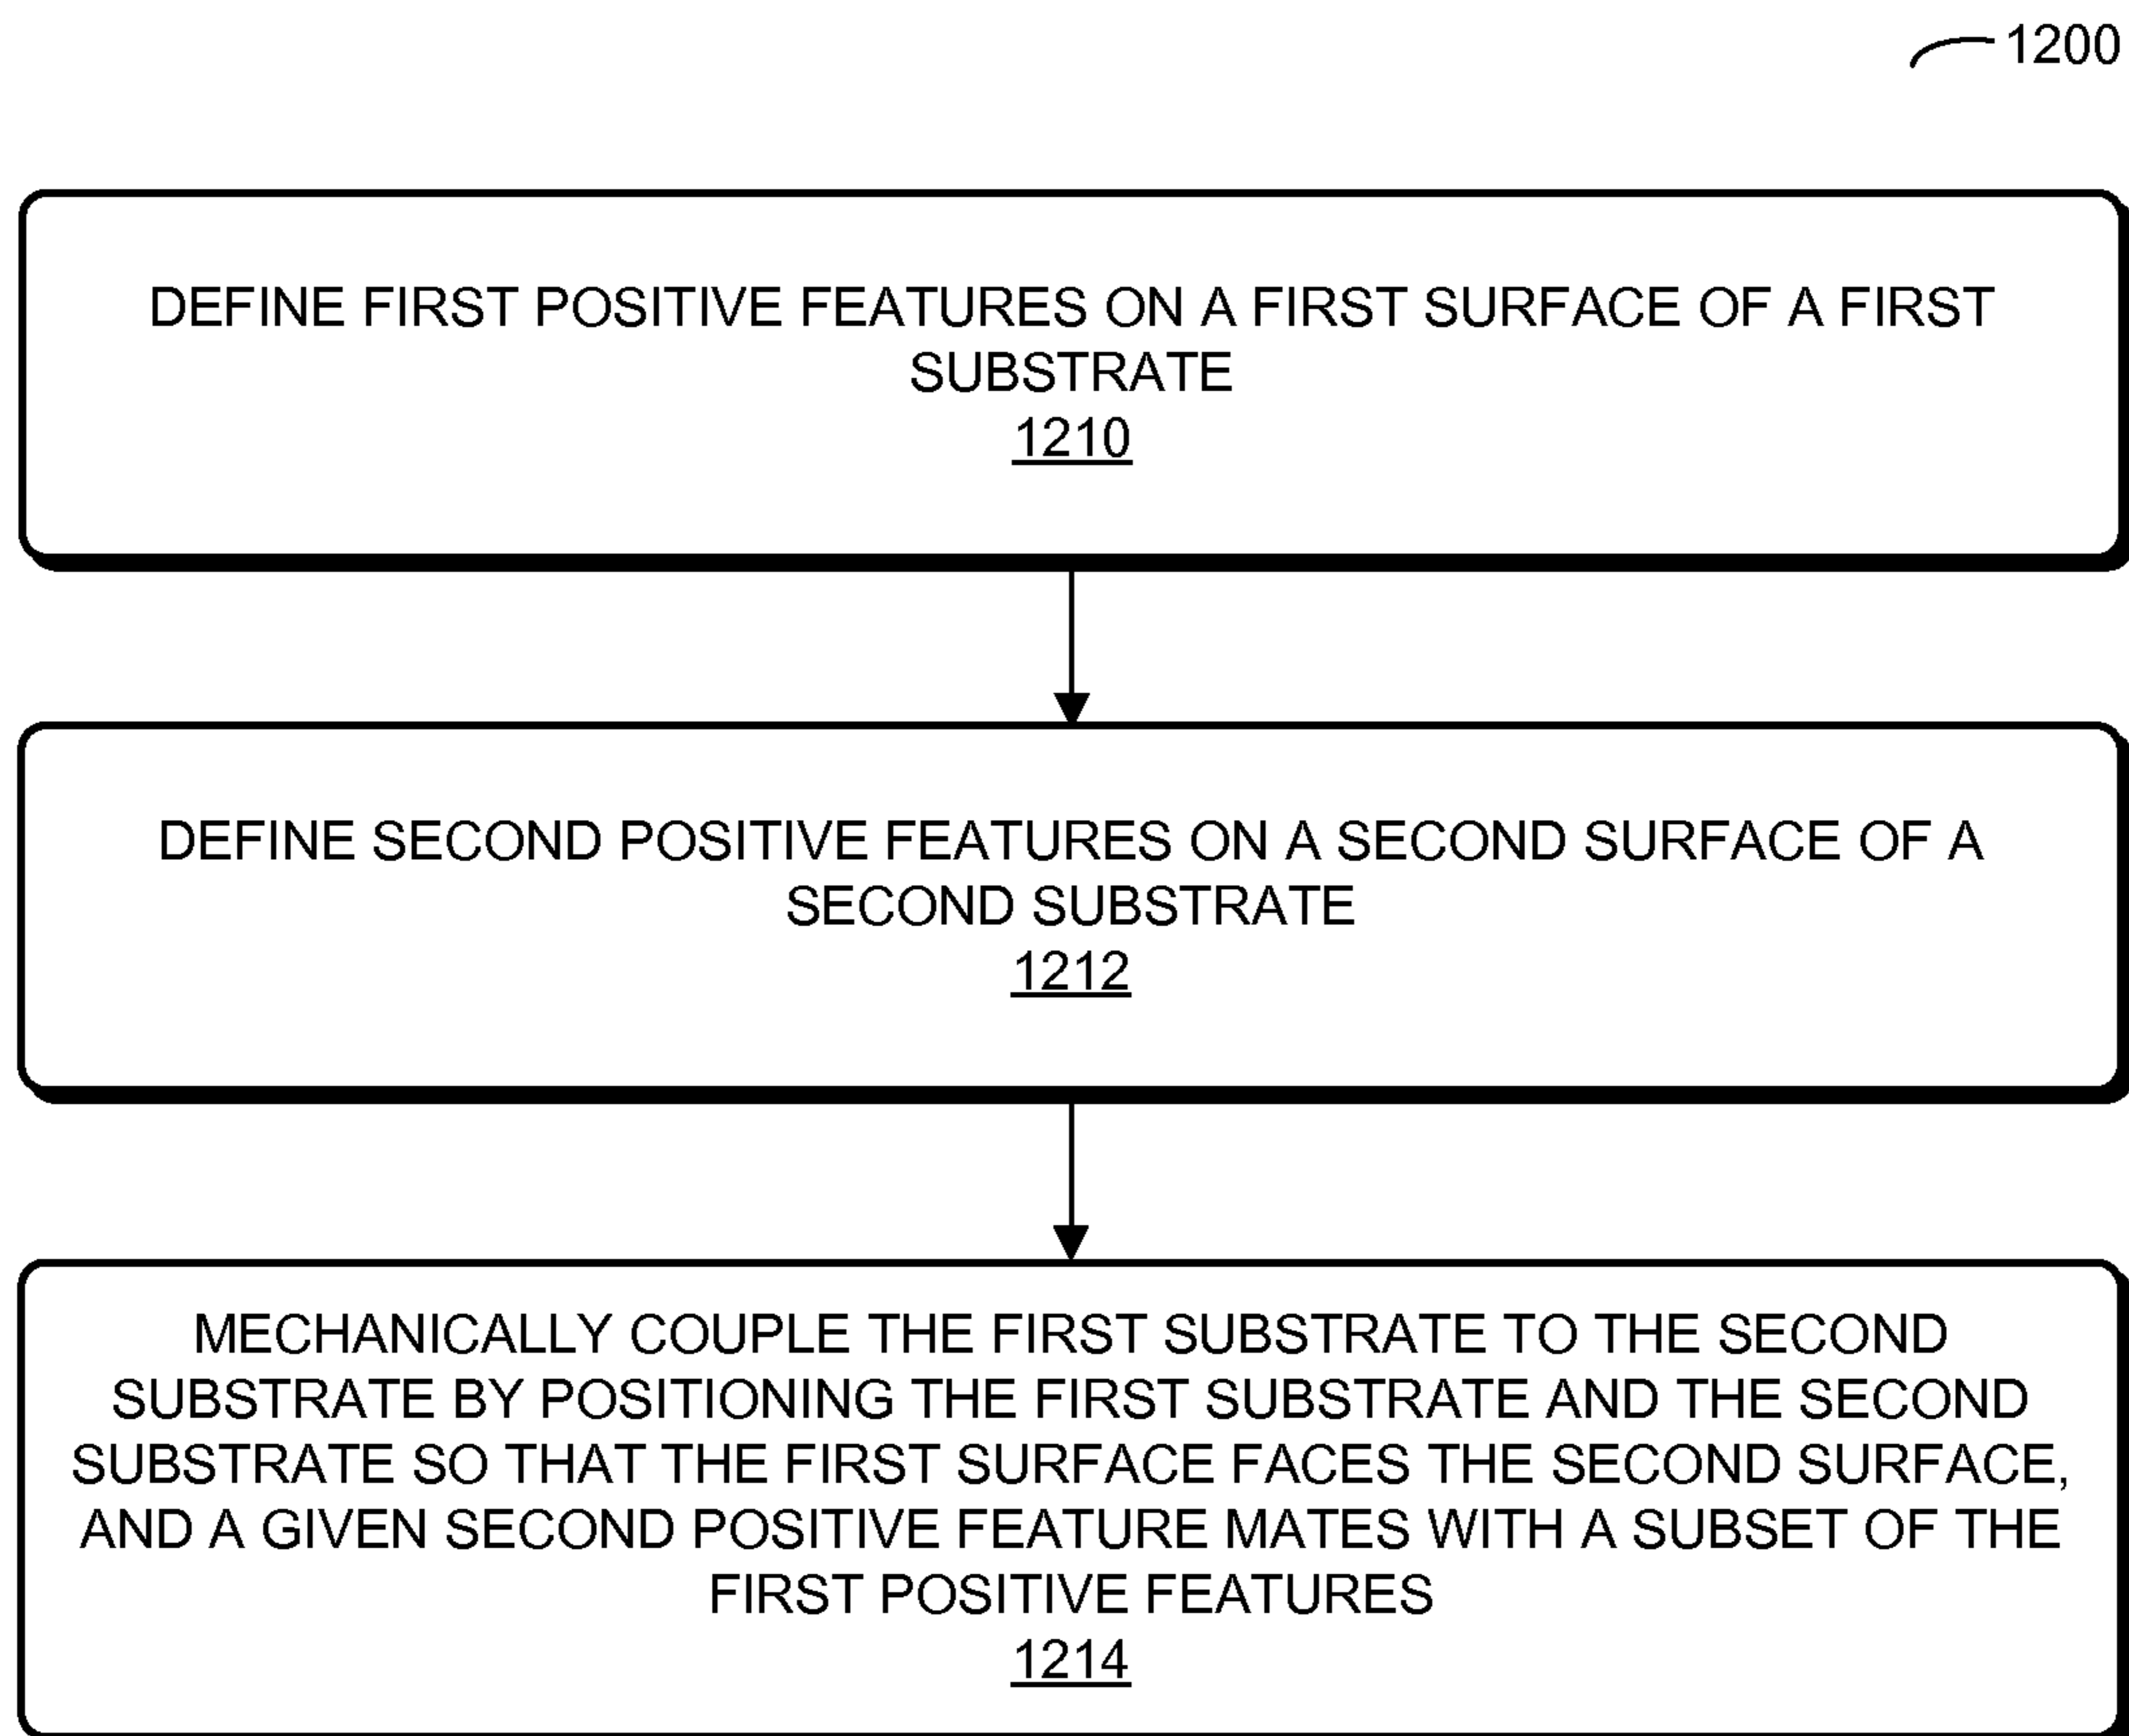 1200
DEFINE FIRST POSITIVE FEATURES ON A FIRST SURFACE OF A FIRST
SUBSTRATE
1210
DEFINE SECOND POSITIVE FEATURES ON A SECOND SURFACE OF A
SECOND SUBSTRATE
1212
MECHANICALLY COUPLE THE FIRST SUBSTRATE TO THE SECOND
SUBSTRATE BY POSITIONING THE FIRST SUBSTRATE AND THE SECOND
SUBSTRATE SO THAT THE FIRST SURFACE FACES THE SECOND SURFACE,
AND A GIVEN SECOND POSITIVE FEATURE MATES WITH A SUBSET OF THE
FIRST POSITIVE FEATURES
1214